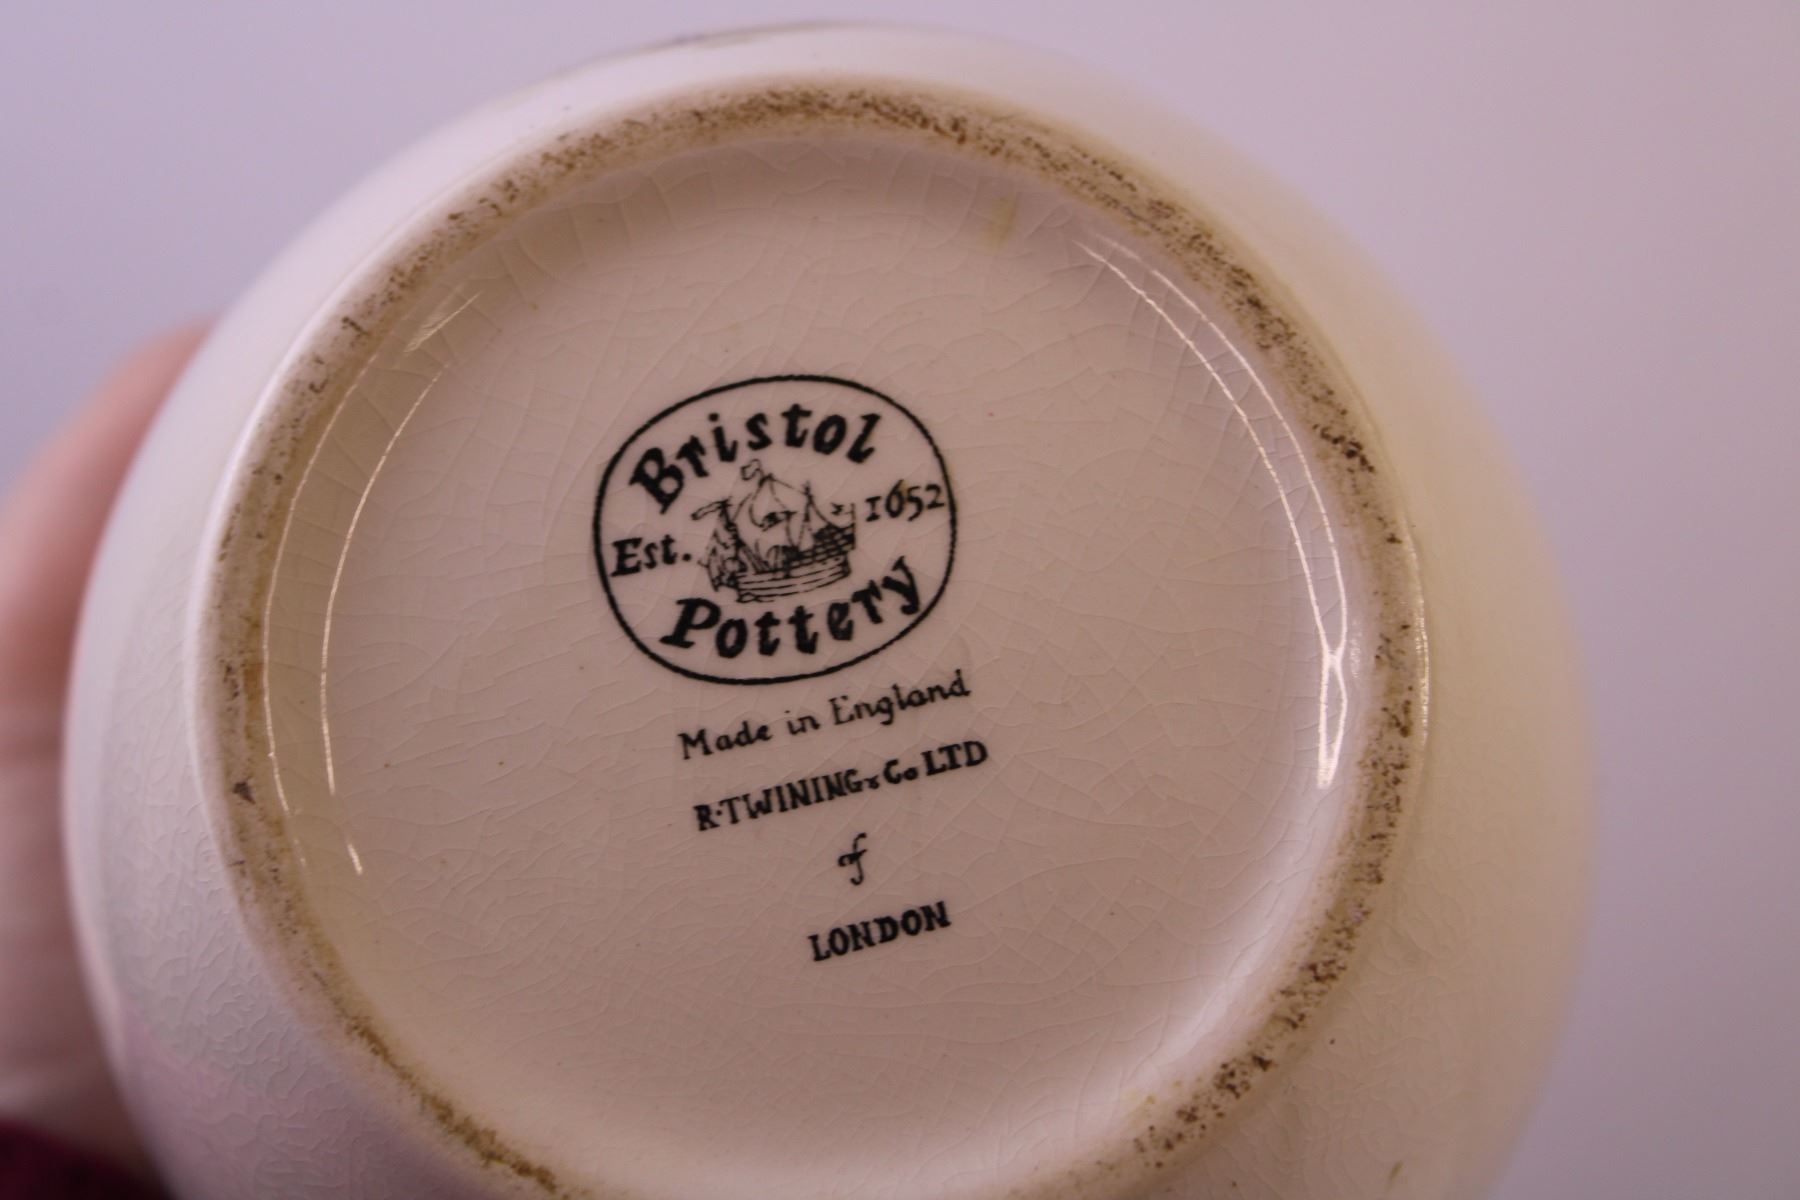 Bristol
Est. 1652
Pottery
Made in England
R·TWINING & Co LTD
of
LONDON